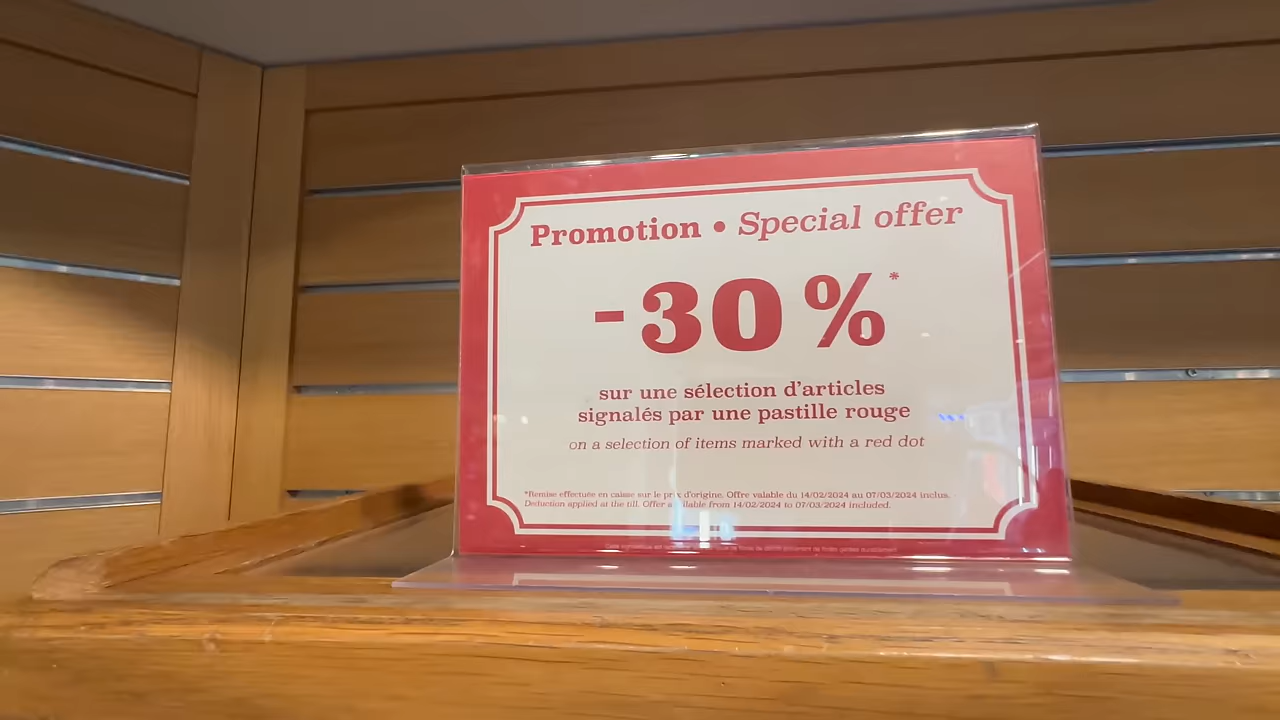 Promotion • Special offer
-30 %*
sur une sélection d'articles
signalés par une pastille rouge
on a selection of items marked with a red dot
*Remise effectuée en caisse sur le prix d'origine. Offre valable du 14/02/2024 au 07/03/2024 inclus.
Deduction applied at the till. Offer available from 14/02/2024 to 07/03/2024 included.